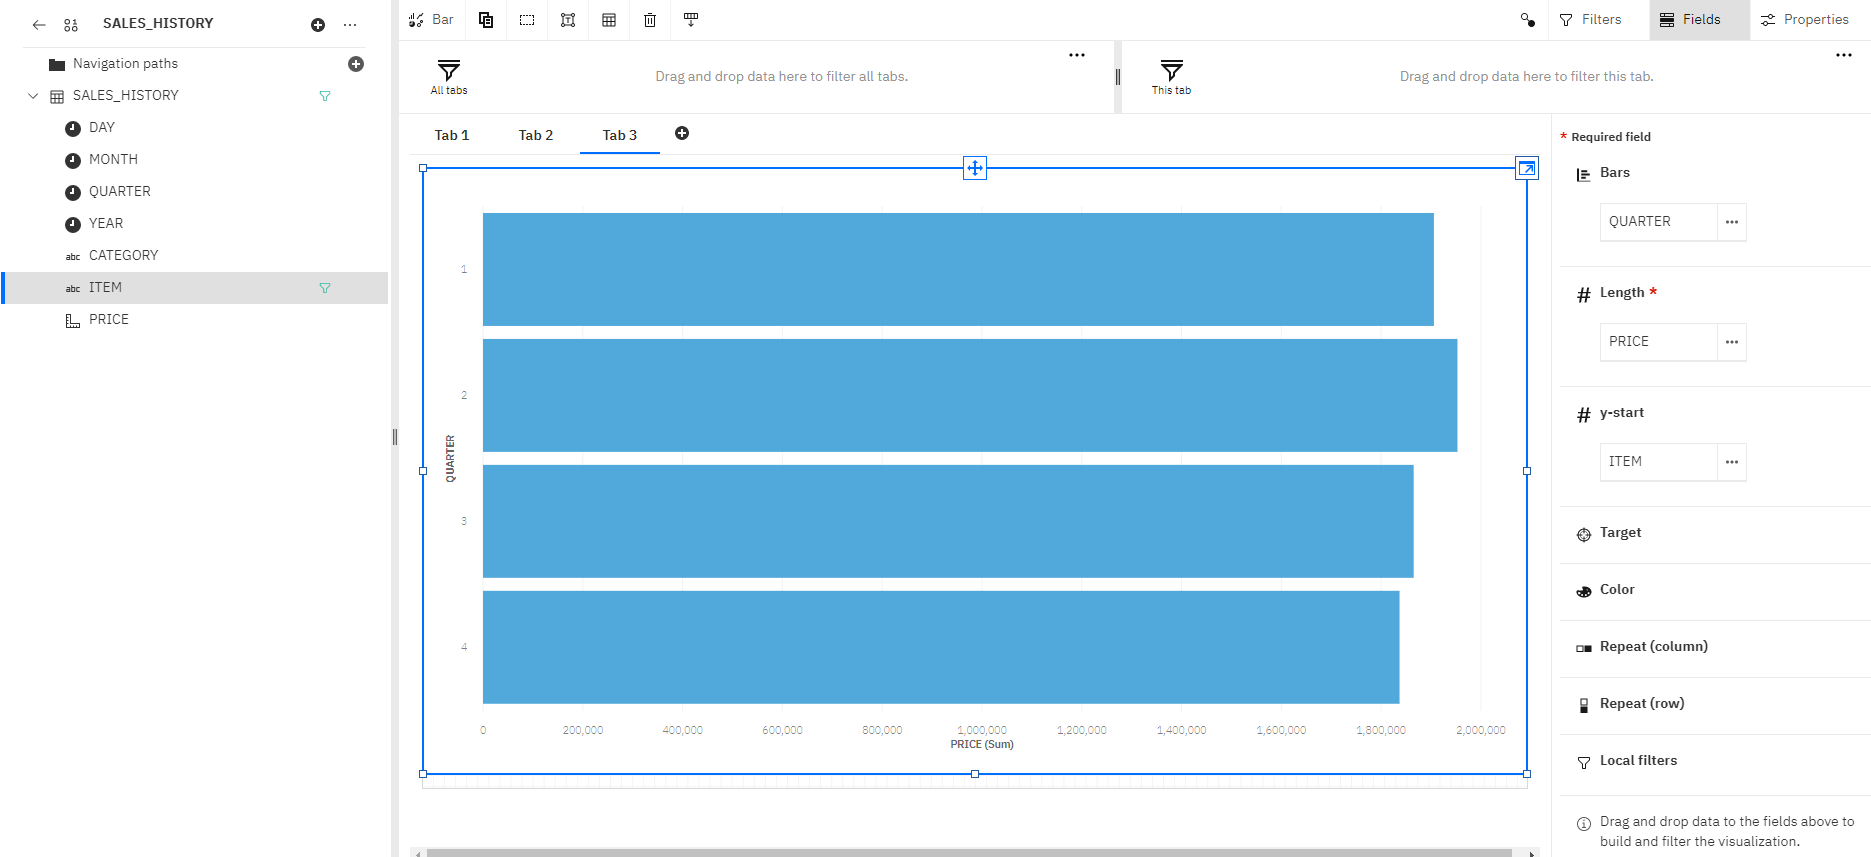 SALES_HISTORY
Navigation paths
SALES_HISTORY
DAY
MONTH
QUARTER
YEAR
abc CATEGORY
abc ITEM
PRICE
Bar
Filters
Fields
Properties
All tabs
Drag and drop data here to filter all tabs.
This tab
Drag and drop data here to filter this tab.
Tab 1
Tab 2
Tab 3
QUARTER
1
2
3
4
0 200,000 400,000 600,000 800,000 1,000,000 1,200,000 1,400,000 1,600,000 1,800,000 2,000,000
PRICE (Sum)
* Required field
Bars
QUARTER
# Length *
PRICE
# y-start
ITEM
Target
Color
Repeat (column)
Repeat (row)
Local filters
Drag and drop data to the fields above to
build and filter the visualization.